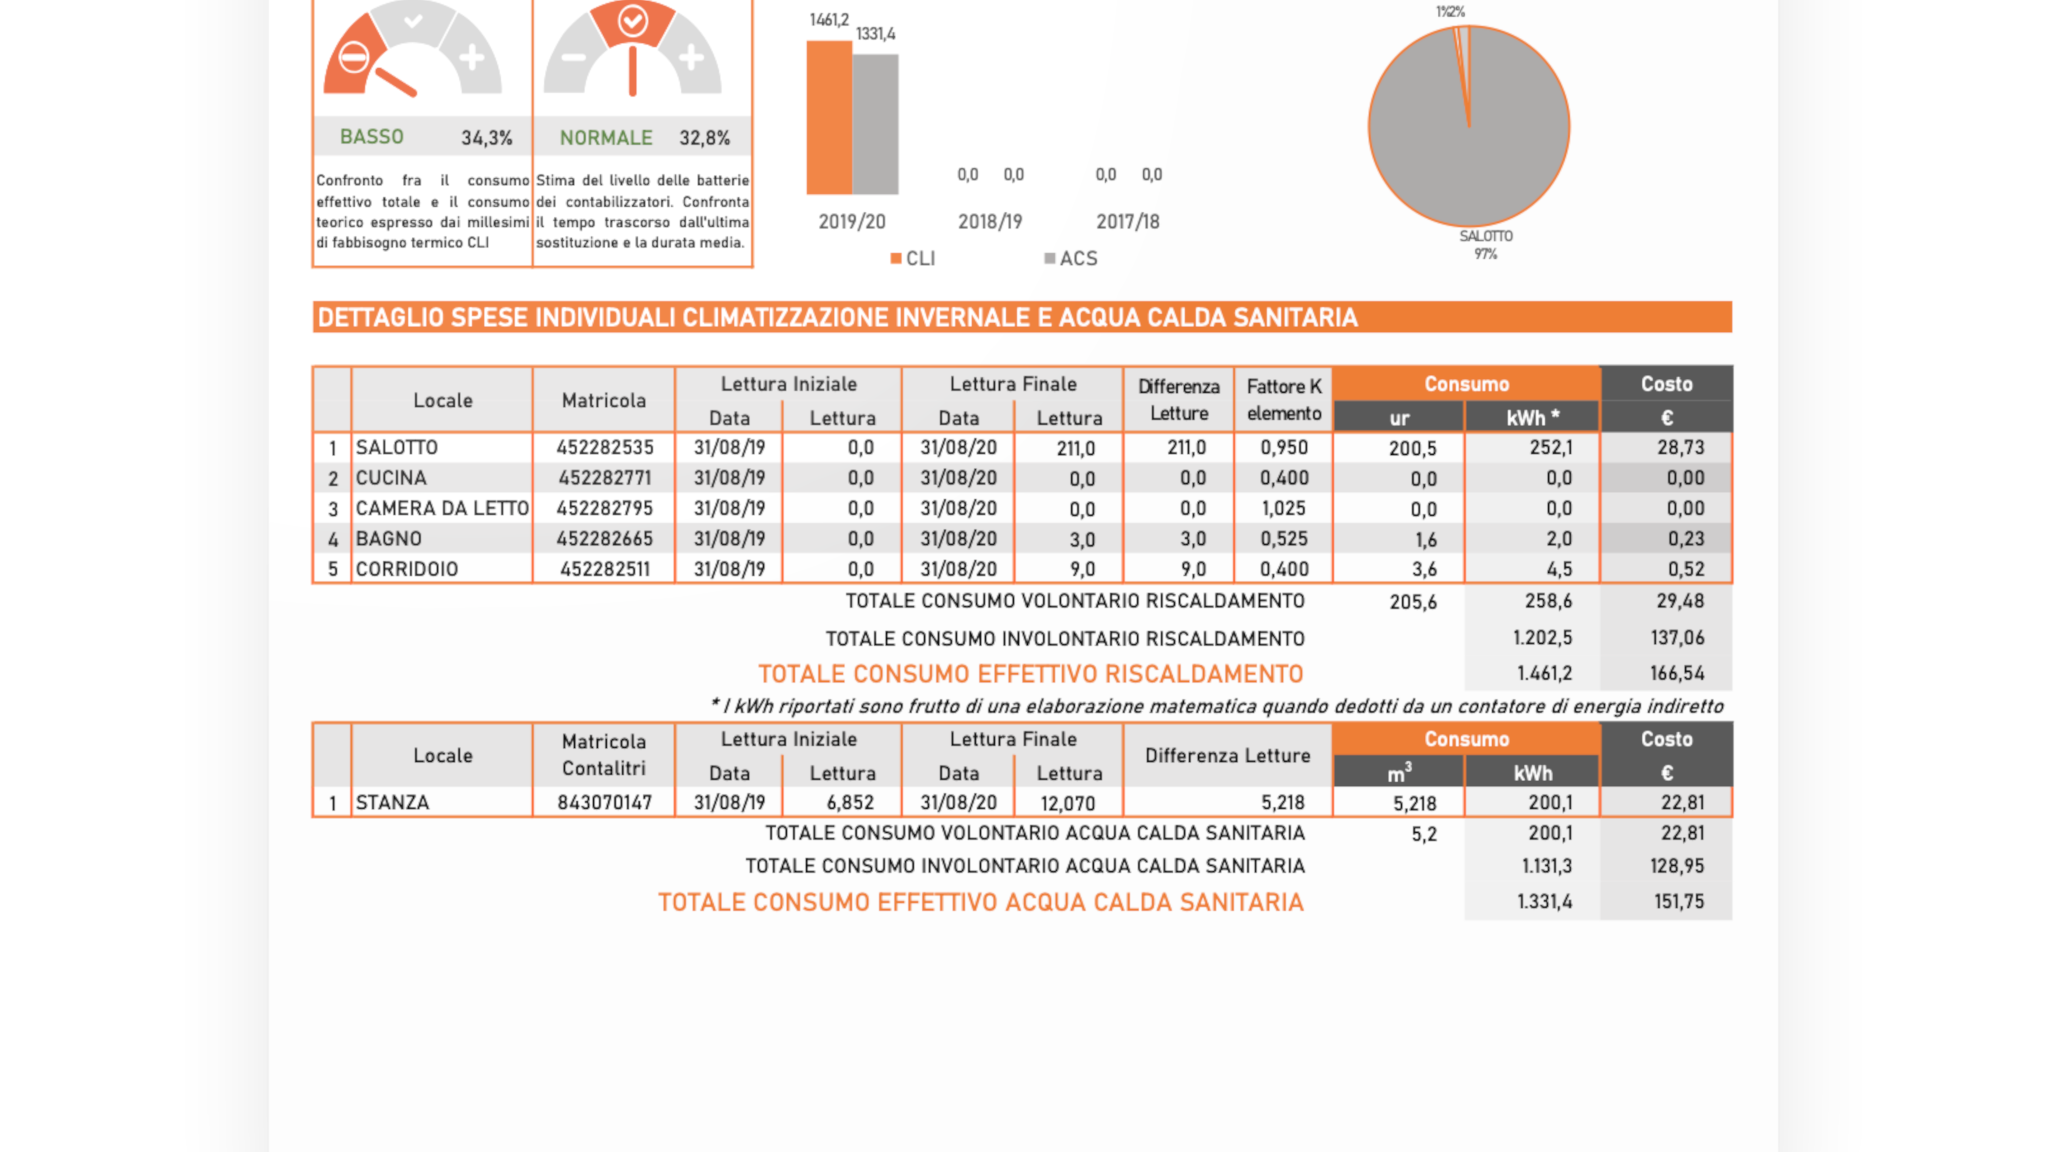 BASSO 34,3%
NORMALE 32,8%
Confronto fra il consumo
effettivo totale e il consumo
teorico espresso dai millesimi
di fabbisogno termico CLI
Stima del livello delle batterie
dei contabilizzatori. Confronta
il tempo trascorso dall'ultima
sostituzione e la durata media.
1461,2
1331,4
0,0 0,0 0,0 0,0
2019/20 2018/19 2017/18
CLI ACS
1%2%
SALOTTO
97%
DETTAGLIO SPESE INDIVIDUALI CLIMATIZZAZIONE INVERNALE E ACQUA CALDA SANITARIA
Locale Matricola Lettura Iniziale Lettura Finale Differenza Letture Fattore K elemento Consumo Costo
Data Lettura Data Lettura ur kWh * €
1 SALOTTO 452282535 31/08/19 0,0 31/08/20 211,0 211,0 0,950 200,5 252,1 28,73
2 CUCINA 452282771 31/08/19 0,0 31/08/20 0,0 0,0 0,400 0,0 0,0 0,00
3 CAMERA DA LETTO 452282795 31/08/19 0,0 31/08/20 0,0 0,0 1,025 0,0 0,0 0,00
4 BAGNO 452282665 31/08/19 0,0 31/08/20 3,0 3,0 0,525 1,6 2,0 0,23
5 CORRIDOIO 452282511 31/08/19 0,0 31/08/20 9,0 9,0 0,400 3,6 4,5 0,52
TOTALE CONSUMO VOLONTARIO RISCALDAMENTO 205,6 258,6 29,48
TOTALE CONSUMO INVOLONTARIO RISCALDAMENTO 1.202,5 137,06
TOTALE CONSUMO EFFETTIVO RISCALDAMENTO 1.461,2 166,54
* I kWh riportati sono frutto di una elaborazione matematica quando dedotti da un contatore di energia indiretto
Locale Matricola Contalitri Lettura Iniziale Lettura Finale Differenza Letture Consumo Costo
Data Lettura Data Lettura m³ kWh €
1 STANZA 843070147 31/08/19 6,852 31/08/20 12,070 5,218 5,218 200,1 22,81
TOTALE CONSUMO VOLONTARIO ACQUA CALDA SANITARIA 5,2 200,1 22,81
TOTALE CONSUMO INVOLONTARIO ACQUA CALDA SANITARIA 1.131,3 128,95
TOTALE CONSUMO EFFETTIVO ACQUA CALDA SANITARIA 1.331,4 151,75